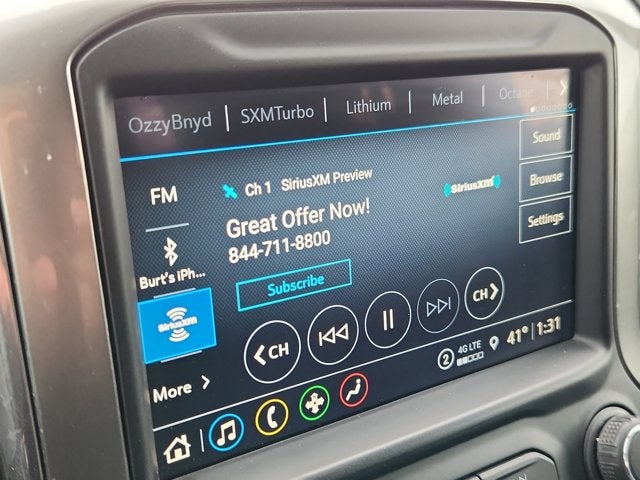 OzzyBnyd SXMTurbo Lithium Metal Octane
Sound
FM Ch 1 SiriusXM Preview SiriusXM Browse
Great Offer Now!
844-711-8800 Settings
Burt's iPh...
Subscribe
SiriusXM
CH CH
More 2 4G LTE 41° 1:31